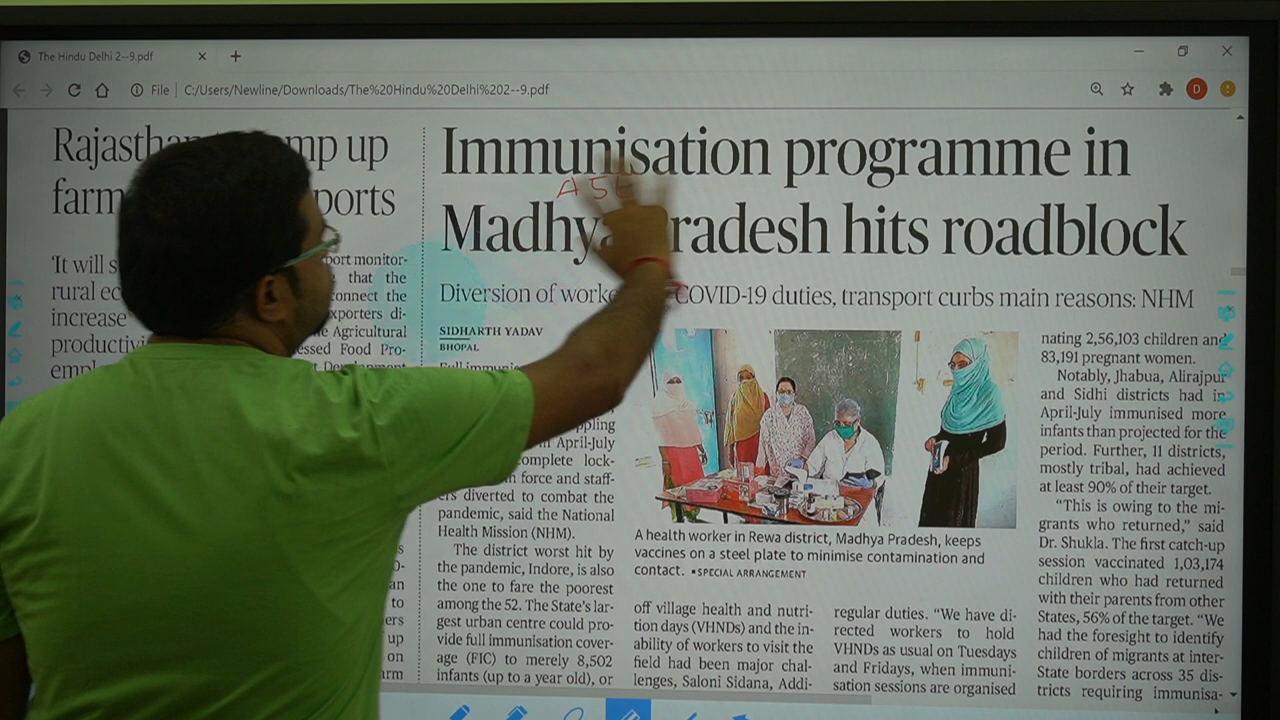 The Hindu Delhi 2--9.pdf
File | C:/Users/Newline/Downloads/The%20Hindu%20Delhi%202--9.pdf
D
mp up
ports
'It will
rural
increase
port monitor-
that the
connect the
Agricultural
Food Pro-
to
up
on
Immunisation programme in
Madhya Pradesh hits roadblock
A S
Diversion of COVID-19 duties, transport curbs main reasons: NHM
SIDHARTH YADAV
BHOPAL
April-July
lock-
force and staff-
diverted to combat the
pandemic, said the National
Health Mission (NHM).
The district worst hit by
the pandemic, Indore, is also
the one to fare the poorest
among the 52. The State's lar-
gest urban centre could pro-
vide full immunisation cover-
age (FIC) to merely 8,502
infants (up to a year old), or
A health worker in Rewa district, Madhya Pradesh, keeps
vaccines on a steel plate to minimise contamination and
contact. •SPECIAL ARRANGEMENT
off village health and nutri-
tion days (VHNDs) and the in-
ability of workers to visit the
field had been major chal-
lenges, Saloni Sidana, Addi-
regular duties. "We have di-
rected workers to hold
VHNDs as usual on Tuesdays
and Fridays, when immuni-
sation sessions are organised
nating 2,56,103 children and
83,191 pregnant women.
Notably, Jhabua, Alirajpur
and Sidhi districts had in
April-July immunised more
infants than projected for the
period. Further, 11 districts,
mostly tribal, had achieved
at least 90% of their target.
"This is owing to the mi-
grants who returned," said
Dr. Shukla. The first catch-up
session vaccinated 1,03,174
children who had returned
with their parents from other
States, 56% of the target. "We
had the foresight to identify
children of migrants at inter-
State borders across 35 dis-
tricts requiring immunisa-